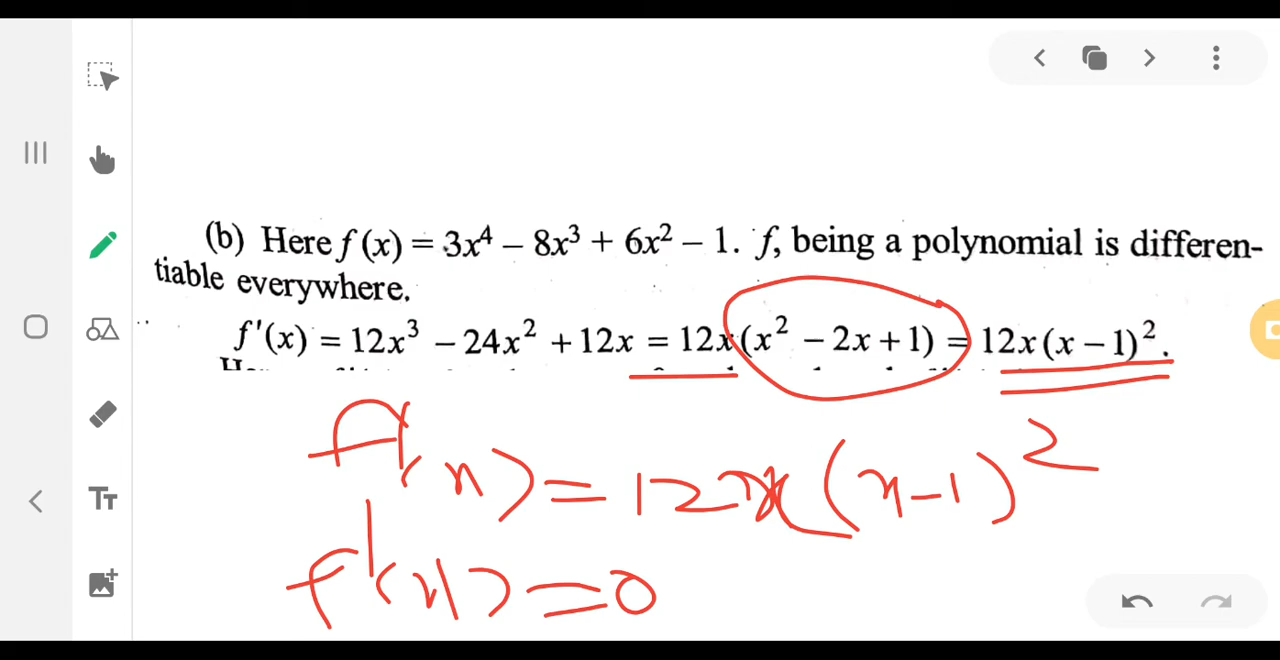 (b) Here f (x) = 3x⁴ – 8x³ + 6x² – 1. f, being a polynomial is differen-
tiable everywhere.
f'(x) = 12x³ – 24x² + 12x = 12x(x² – 2x + 1) = 12x(x – 1)².
f'(x) = 12x(x-1)²
f'(x) = 0
TT